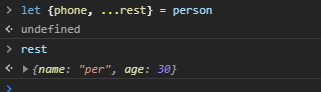 > let {phone, ...rest} = person
< undefined
> rest
< ▶ {name: "per", age: 30}
>